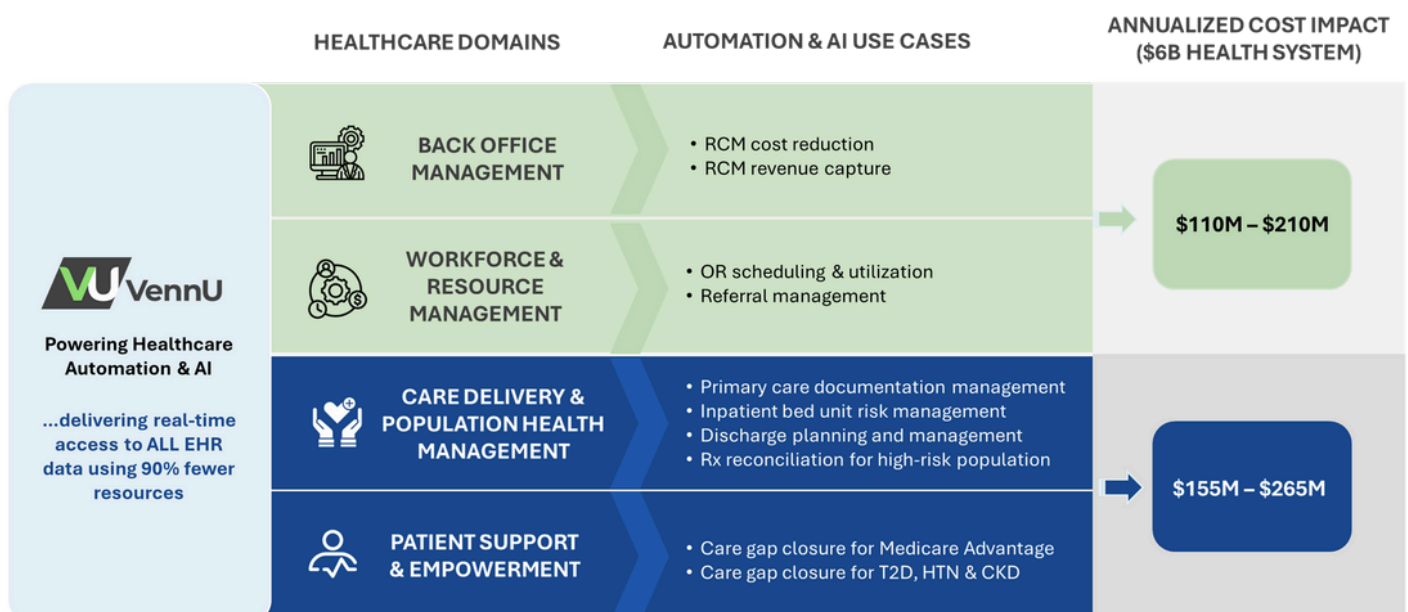 HEALTHCARE DOMAINS
AUTOMATION & AI USE CASES
ANNUALIZED COST IMPACT
($6B HEALTH SYSTEM)
VU VennU
Powering Healthcare
Automation & AI
...delivering real-time
access to ALL EHR
data using 90% fewer
resources
BACK OFFICE
MANAGEMENT
• RCM cost reduction
• RCM revenue capture
WORKFORCE &
RESOURCE
MANAGEMENT
• OR scheduling & utilization
• Referral management
$110M – $210M
CARE DELIVERY &
POPULATION HEALTH
MANAGEMENT
• Primary care documentation management
• Inpatient bed unit risk management
• Discharge planning and management
• Rx reconciliation for high-risk population
PATIENT SUPPORT
& EMPOWERMENT
• Care gap closure for Medicare Advantage
• Care gap closure for T2D, HTN & CKD
$155M – $265M